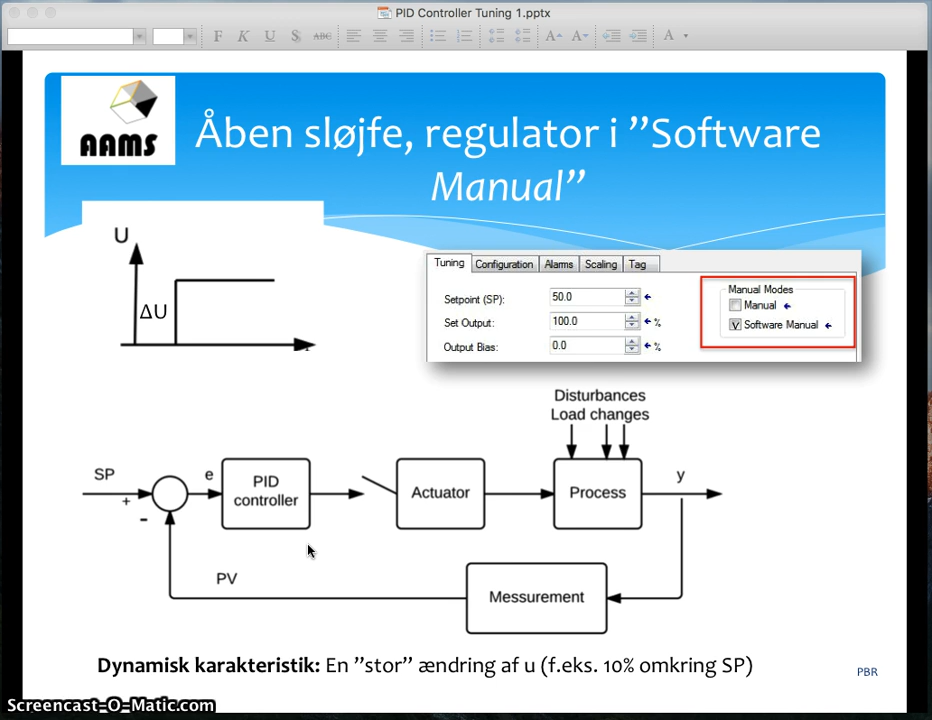 PID Controller Tuning 1.pptx
F K U S ABC A A A
AAMS
Åben sløjfe, regulator i ”Software
Manual”
U
ΔU
Tuning Configuration Alarms Scaling Tag
Setpoint (SP): 50.0
Set Output: 100.0 %
Output Bias: 0.0 %
Manual Modes
Manual
Software Manual
Disturbances
Load changes
SP
+
-
e
PID
controller
Actuator
Process
y
PV
Messurement
Dynamisk karakteristik: En ”stor” ændring af u (f.eks. 10% omkring SP)
PBR
Screencast-O-Matic.com